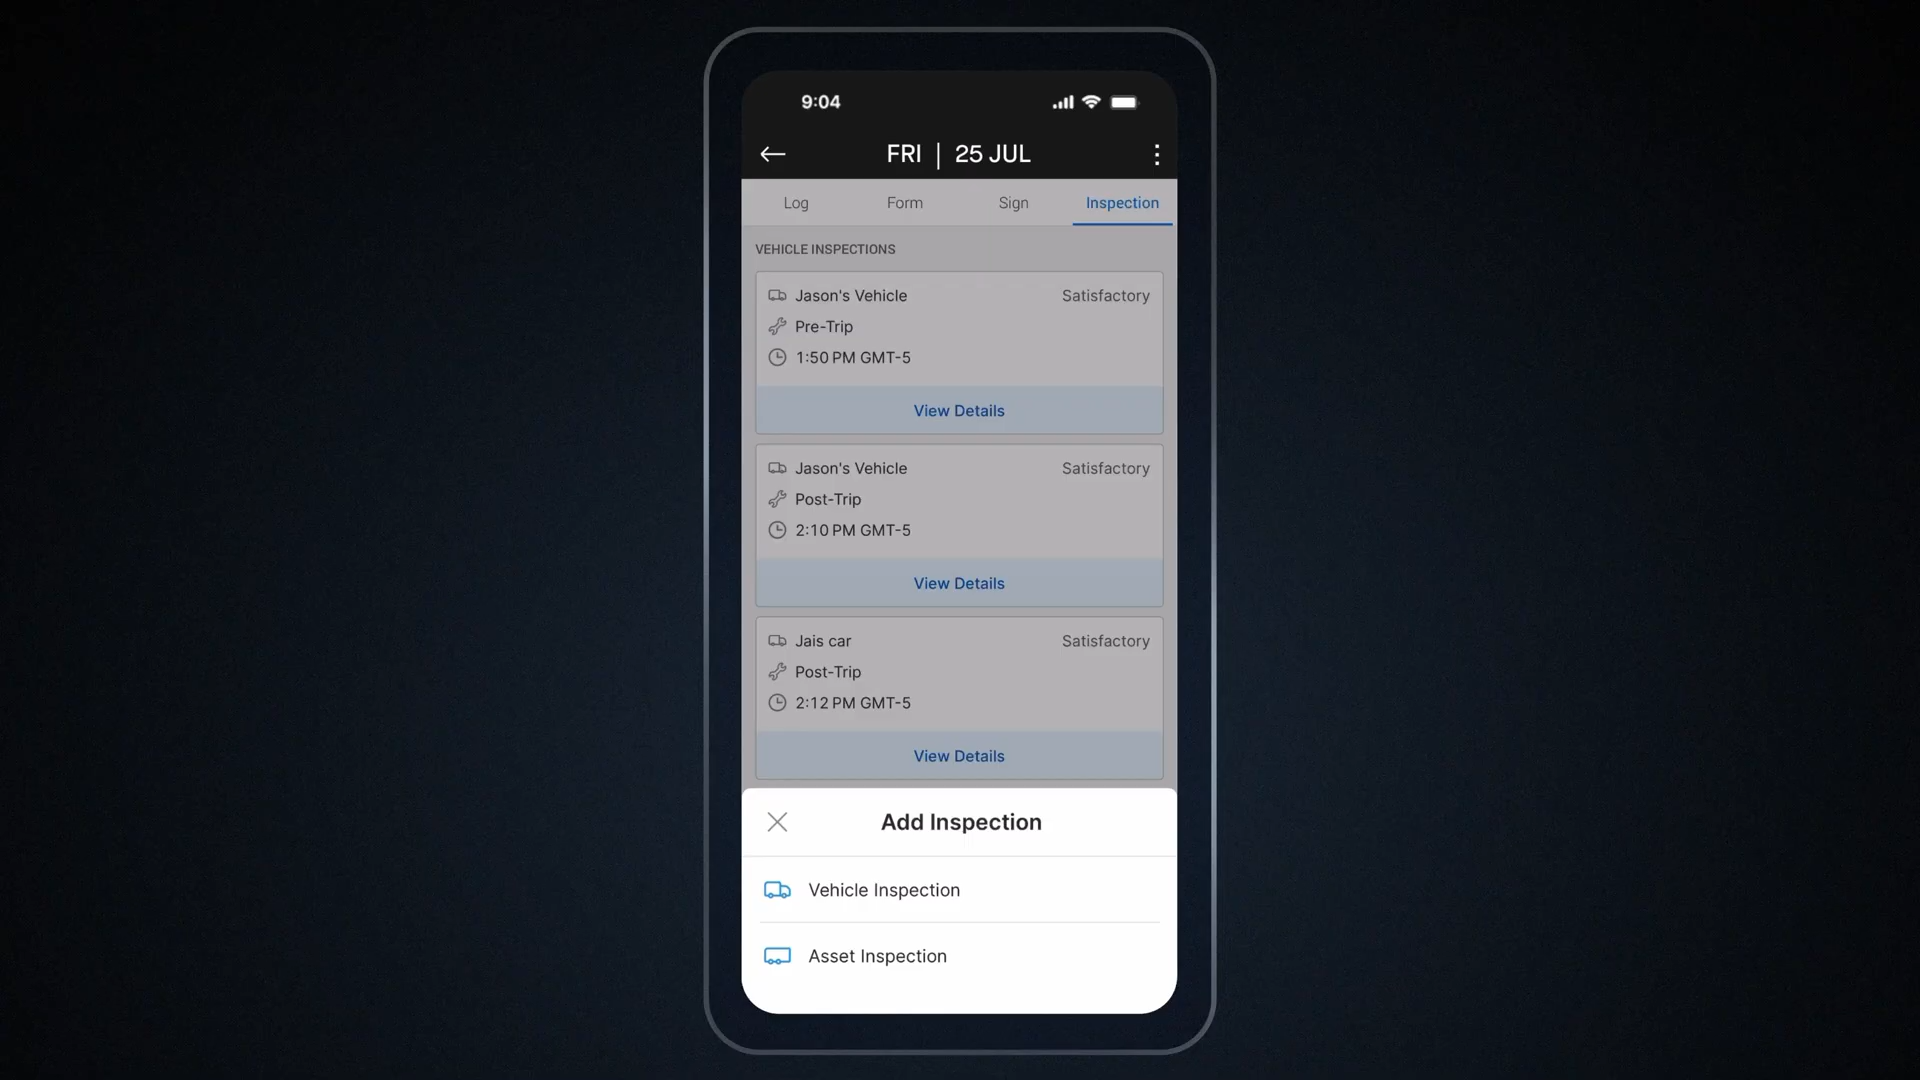 9:04
FRI | 25 JUL
Log Form Sign Inspection
VEHICLE INSPECTIONS
Jason's Vehicle Satisfactory
Pre-Trip
1:50 PM GMT-5
View Details
Jason's Vehicle Satisfactory
Post-Trip
2:10 PM GMT-5
View Details
Jais car Satisfactory
Post-Trip
2:12 PM GMT-5
View Details
Add Inspection
Vehicle Inspection
Asset Inspection